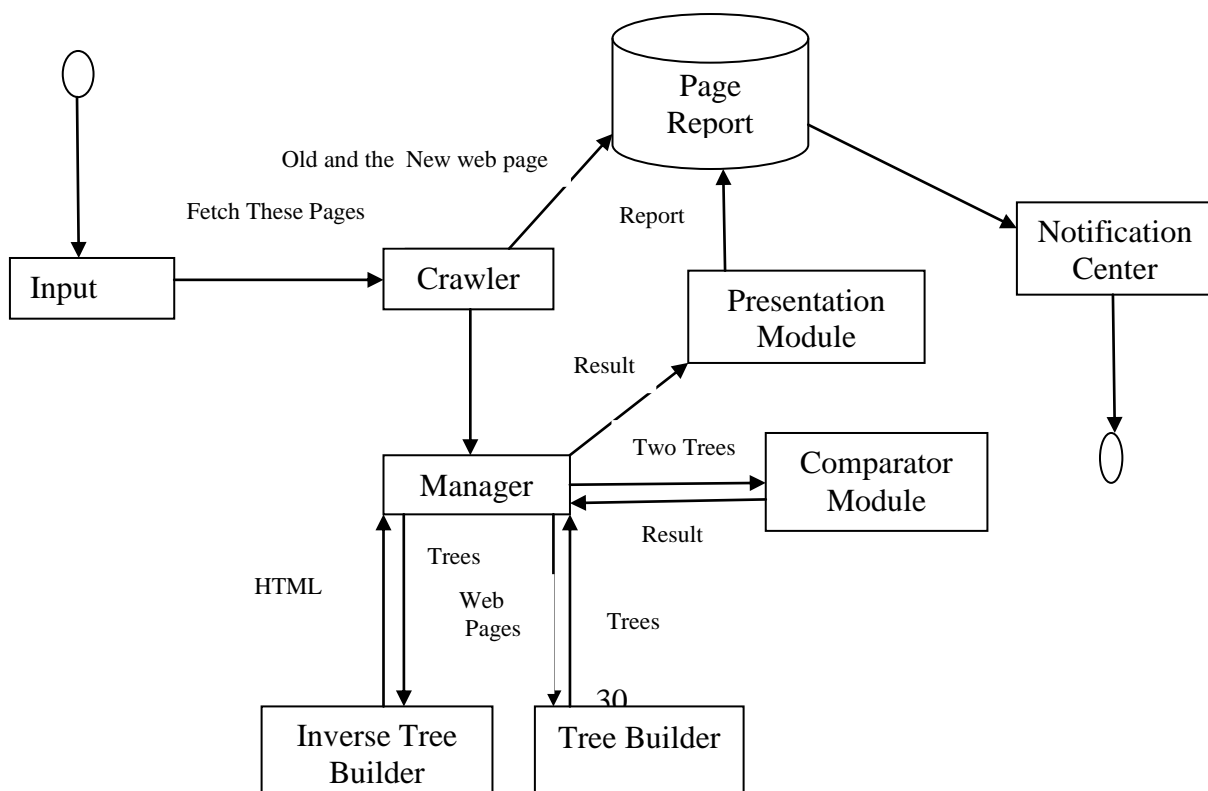 Page
Report
Old and the New web page
Fetch These Pages
Report
Notification
Center
Input
Crawler
Presentation
Module
Result
Two Trees
Comparator
Module
Manager
Result
Trees
HTML
Web
Pages
Trees
30
Inverse Tree
Builder
Tree Builder